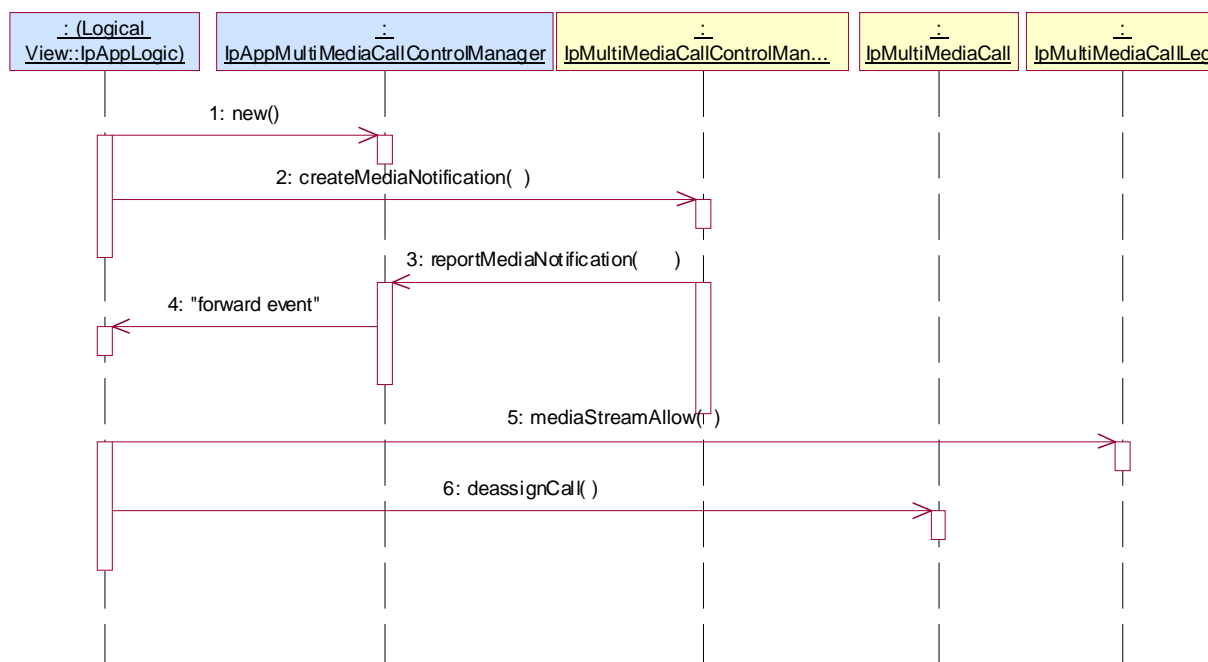 : (Logical
View::IpAppLogic)
:
IpAppMultiMediaCallControlManager
:
IpMultiMediaCallControlMan...
:
IpMultiMediaCall
:
IpMultiMediaCallLeg
1: new()
2: createMediaNotification( )
3: reportMediaNotification( )
4: "forward event"
5: mediaStreamAllow( )
6: deassignCall( )